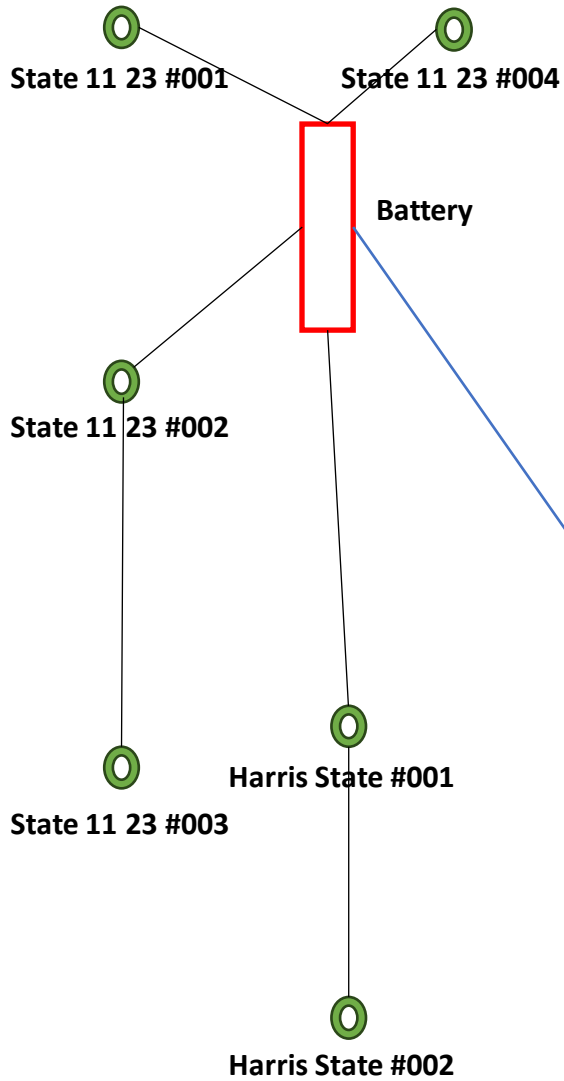 State 11 23 #001
State 11 23 #004
Battery
State 11 23 #002
Harris State #001
State 11 23 #003
Harris State #002